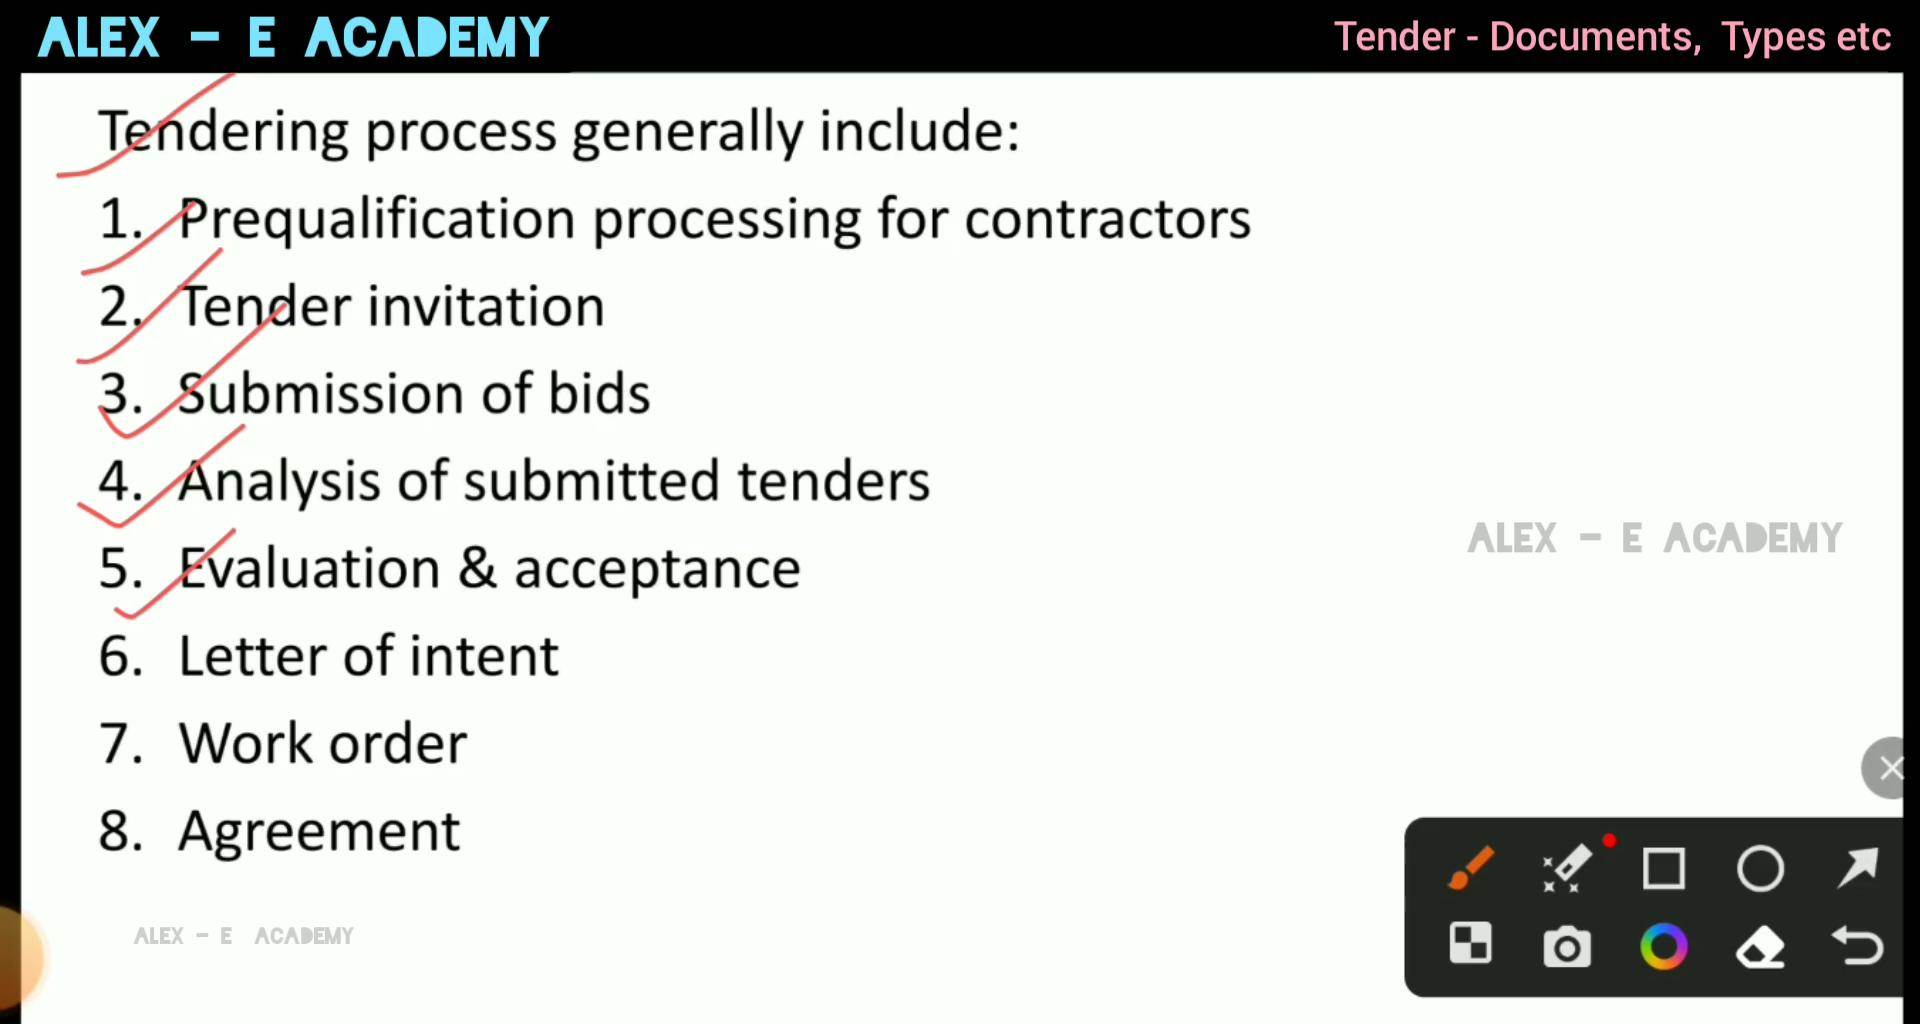 ALEX – E ACADEMY
Tender - Documents, Types etc
Tendering process generally include:
1. Prequalification processing for contractors
2. Tender invitation
3. Submission of bids
4. Analysis of submitted tenders
5. Evaluation & acceptance
6. Letter of intent
7. Work order
8. Agreement
ALEX – E ACADEMY
ALEX – E ACADEMY